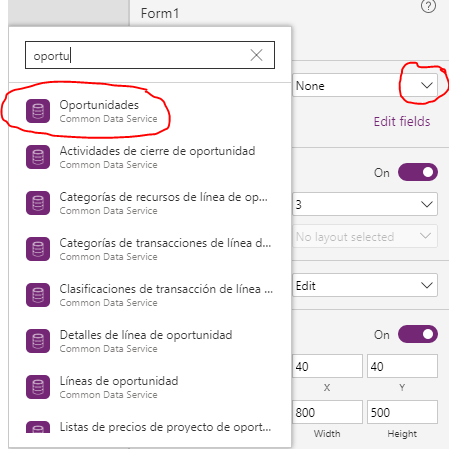 Form1
?
oportu
None
Oportunidades
Common Data Service
Edit fields
Actividades de cierre de oportunidad
Common Data Service
On
Categorías de recursos de línea de op...
Common Data Service
3
Categorías de transacciones de línea d...
Common Data Service
No layout selected
Clasificaciones de transacción de línea ...
Common Data Service
Edit
Detalles de línea de oportunidad
Common Data Service
On
Líneas de oportunidad
Common Data Service
40
40
X
Y
Listas de precios de proyecto de oport...
800
500
Width
Height